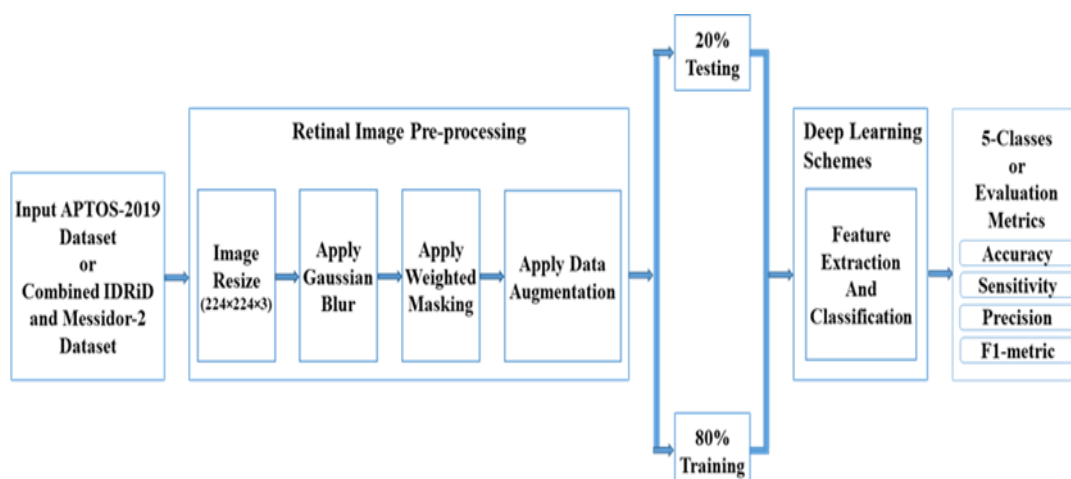 Input APTOS-2019
Dataset
or
Combined IDRiD
and Messidor-2
Dataset
Retinal Image Pre-processing
Image
Resize
(224×224×3)
Apply
Gaussian
Blur
Apply
Weighted
Masking
Apply Data
Augmentation
20%
Testing
80%
Training
Deep Learning
Schemes
Feature
Extraction
And
Classification
5-Classes
or
Evaluation
Metrics
Accuracy
Sensitivity
Precision
F1-metric